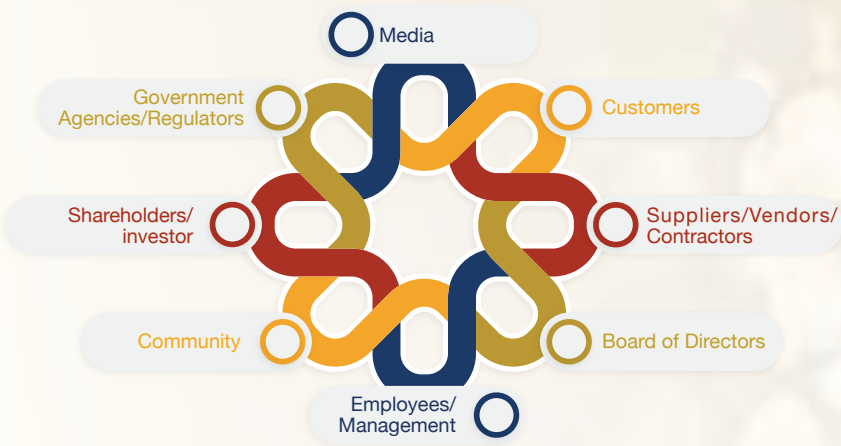 Media
Government
Agencies/Regulators
Customers
Shareholders/
investor
Suppliers/Vendors/
Contractors
Community
Board of Directors
Employees/
Management